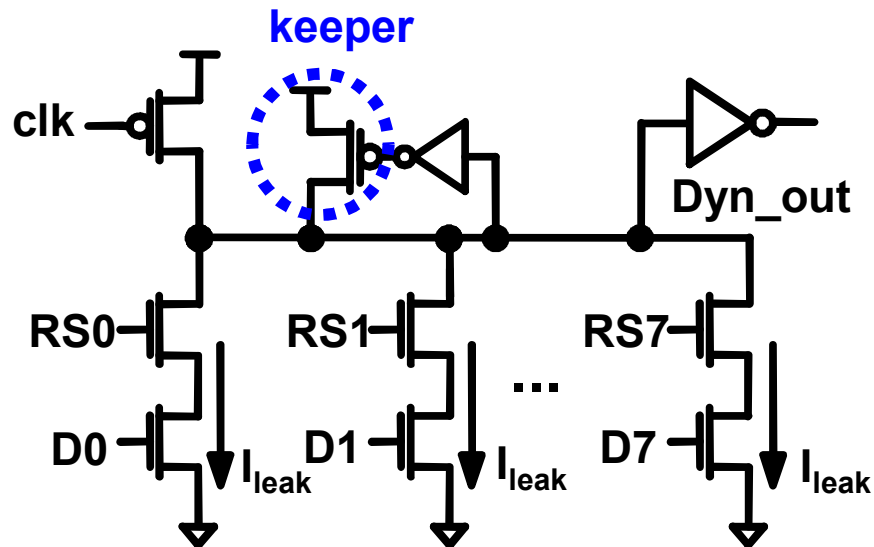 keeper
clk
Dyn_out
RS0
RS1
RS7
...
D0
D1
D7
Ileak
Ileak
Ileak